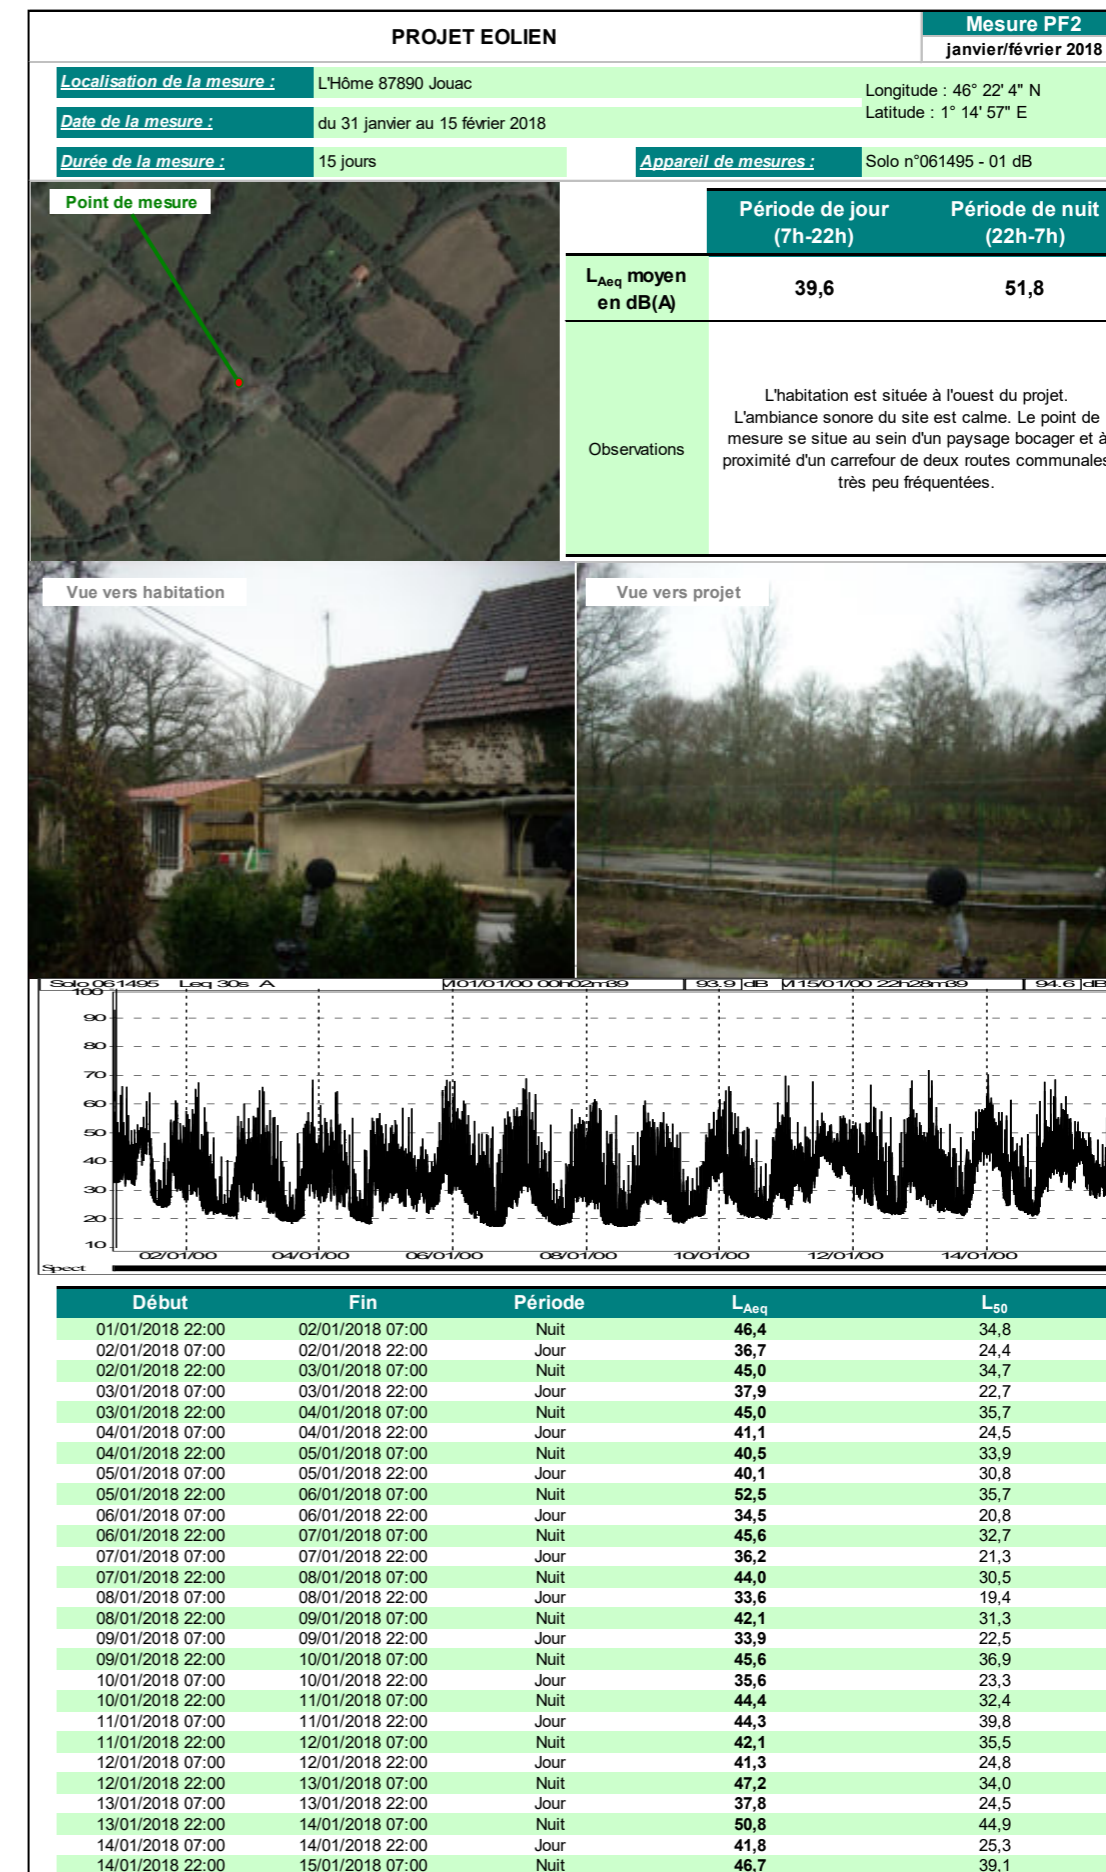 PROJET EOLIEN
Mesure PF2
janvier/février 2018
Localisation de la mesure :
L'Hôme 87890 Jouac
Longitude : 46° 22' 4" N
Latitude : 1° 14' 57" E
Date de la mesure :
du 31 janvier au 15 février 2018
Durée de la mesure :
15 jours
Appareil de mesures :
Solo n°061495 - 01 dB
Point de mesure
Période de jour
(7h-22h)
Période de nuit
(22h-7h)
LAeq moyen
en dB(A)
39,6
51,8
Observations
L'habitation est située à l'ouest du projet.
L'ambiance sonore du site est calme. Le point de
mesure se situe au sein d'un paysage bocager et à
proximité d'un carrefour de deux routes communales
très peu fréquentées.
Vue vers habitation
Vue vers projet
Solo 061495 Leq 30s A
M 01/01/00 00h02m39
93.9 dB
M 15/01/00 22h28m39
94.6 dB
100
90
80
70
60
50
40
30
20
10
02/01/00 04/01/00 06/01/00 08/01/00 10/01/00 12/01/00 14/01/00
Spect
Début Fin Période LAeq L50
01/01/2018 22:00 02/01/2018 07:00 Nuit 46,4 34,8
02/01/2018 07:00 02/01/2018 22:00 Jour 36,7 24,4
02/01/2018 22:00 03/01/2018 07:00 Nuit 45,0 34,7
03/01/2018 07:00 03/01/2018 22:00 Jour 37,9 22,7
03/01/2018 22:00 04/01/2018 07:00 Nuit 45,0 35,7
04/01/2018 07:00 04/01/2018 22:00 Jour 41,1 24,5
04/01/2018 22:00 05/01/2018 07:00 Nuit 40,5 33,9
05/01/2018 07:00 05/01/2018 22:00 Jour 40,1 30,8
05/01/2018 22:00 06/01/2018 07:00 Nuit 52,5 35,7
06/01/2018 07:00 06/01/2018 22:00 Jour 34,5 20,8
06/01/2018 22:00 07/01/2018 07:00 Nuit 45,6 32,7
07/01/2018 07:00 07/01/2018 22:00 Jour 36,2 21,3
07/01/2018 22:00 08/01/2018 07:00 Nuit 44,0 30,5
08/01/2018 07:00 08/01/2018 22:00 Jour 33,6 19,4
08/01/2018 22:00 09/01/2018 07:00 Nuit 42,1 31,3
09/01/2018 07:00 09/01/2018 22:00 Jour 33,9 22,5
09/01/2018 22:00 10/01/2018 07:00 Nuit 45,6 36,9
10/01/2018 07:00 10/01/2018 22:00 Jour 35,6 23,3
10/01/2018 22:00 11/01/2018 07:00 Nuit 44,4 32,4
11/01/2018 07:00 11/01/2018 22:00 Jour 44,3 39,8
11/01/2018 22:00 12/01/2018 07:00 Nuit 42,1 35,5
12/01/2018 07:00 12/01/2018 22:00 Jour 41,3 24,8
12/01/2018 22:00 13/01/2018 07:00 Nuit 47,2 34,0
13/01/2018 07:00 13/01/2018 22:00 Jour 37,8 24,5
13/01/2018 22:00 14/01/2018 07:00 Nuit 50,8 44,9
14/01/2018 07:00 14/01/2018 22:00 Jour 41,8 25,3
14/01/2018 22:00 15/01/2018 07:00 Nuit 46,7 39,1